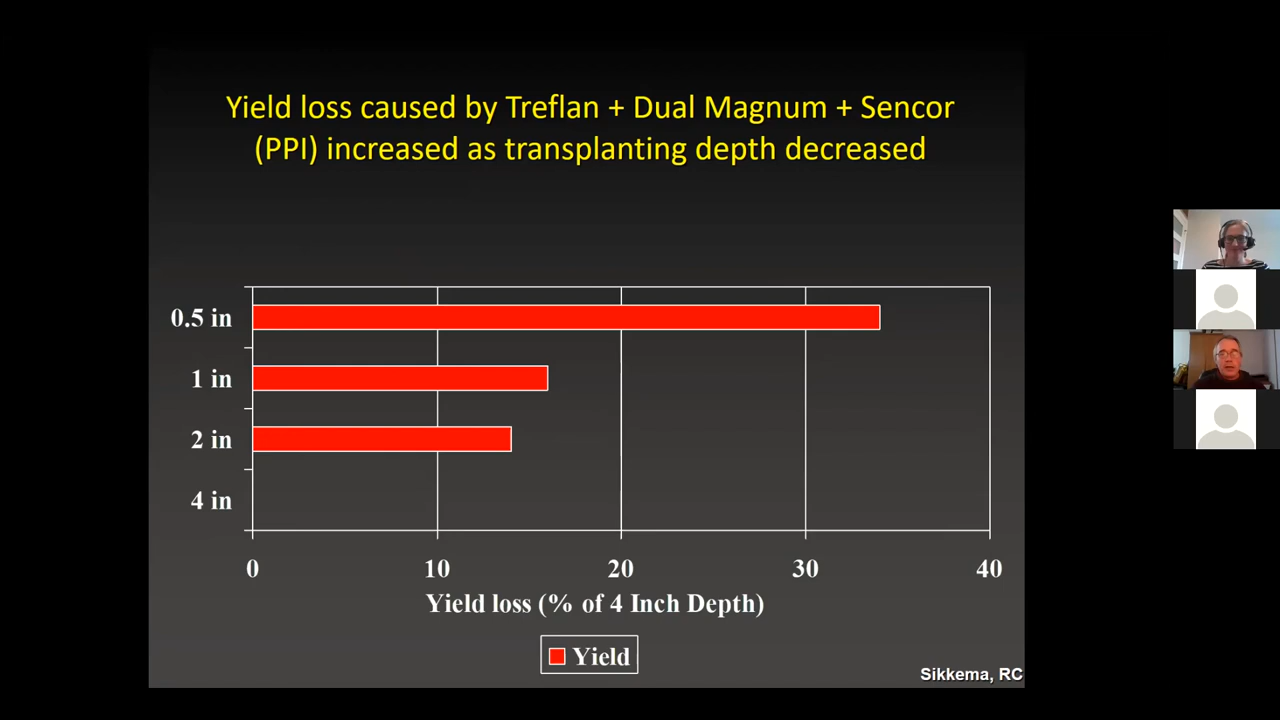 Yield loss caused by Treflan + Dual Magnum + Sencor
(PPI) increased as transplanting depth decreased
0.5 in
1 in
2 in
4 in
0 10 20 30 40
Yield loss (% of 4 Inch Depth)
Yield
Sikkema, RC